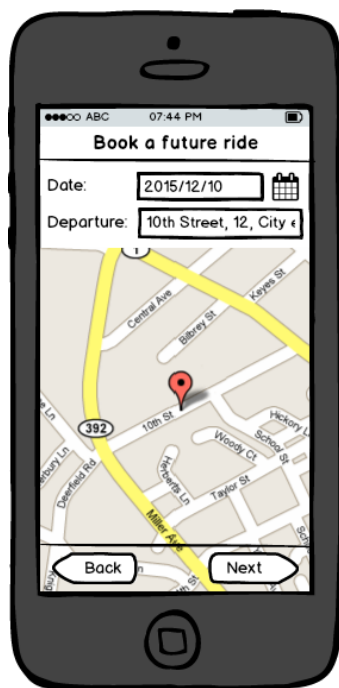 ABC 07:44 PM
Book a future ride
Date: 2015/12/10
Departure: 10th Street, 12, City
1
Central Ave
Keyes St
Bilbrey St
10th St
392
Hickory
School St
Woody Ct
Deerfield Rd
Herberts Ln
Taylor St
Miller Ave
Back Next